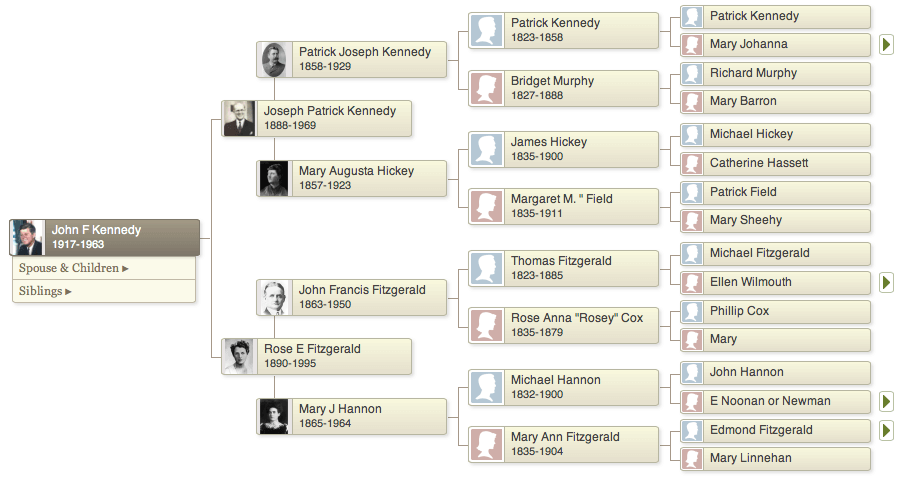 John F Kennedy
1917-1963
Spouse & Children ▸
Siblings ▸
Joseph Patrick Kennedy
1888-1969
Rose E Fitzgerald
1890-1995
Patrick Joseph Kennedy
1858-1929
Mary Augusta Hickey
1857-1923
John Francis Fitzgerald
1863-1950
Mary J Hannon
1865-1964
Patrick Kennedy
1823-1858
Bridget Murphy
1827-1888
James Hickey
1835-1900
Margaret M. " Field
1835-1911
Thomas Fitzgerald
1823-1885
Rose Anna "Rosey" Cox
1835-1879
Michael Hannon
1832-1900
Mary Ann Fitzgerald
1835-1904
Patrick Kennedy
Mary Johanna
Richard Murphy
Mary Barron
Michael Hickey
Catherine Hassett
Patrick Field
Mary Sheehy
Michael Fitzgerald
Ellen Wilmouth
Phillip Cox
Mary
John Hannon
E Noonan or Newman
Edmond Fitzgerald
Mary Linnehan